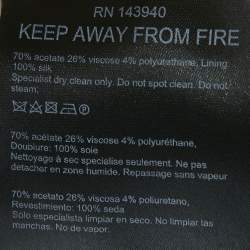 RN 143940
KEEP AWAY FROM FIRE
70% acetate 26% viscose 4% polyurethane, Lining
100% silk.
Specialist dry clean only. Do not spot clean. Do not
steam.
70% acétate 26% viscose 4% polyuréthane,
Doublure: 100% soie
Nettoyage à sec specialise seulement. Ne pas
detacher en zone humide. Repassage sans vapeur
70% acetato 26% viscosa 4% poliuretano,
Revestimiento: 100% seda
Solo especialista limpiar en seco. No limpiar tas
manchas. No de vapor.